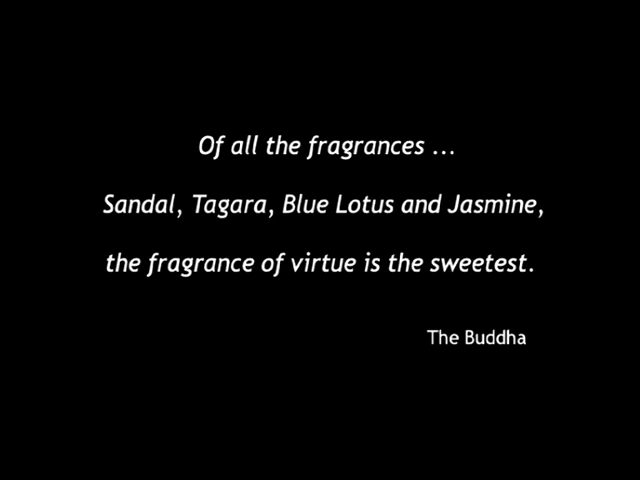 Of all the fragrances ...
Sandal, Tagara, Blue Lotus and Jasmine,
the fragrance of virtue is the sweetest.
The Buddha